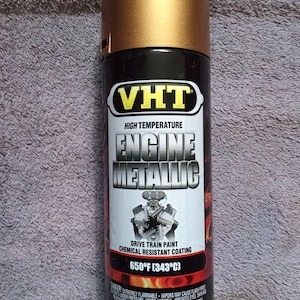 VHT
HIGH TEMPERATURE
ENGINE
METALLIC
DRIVE TRAIN PAINT
CHEMICAL RESISTANT COATING
650°F (343°C)